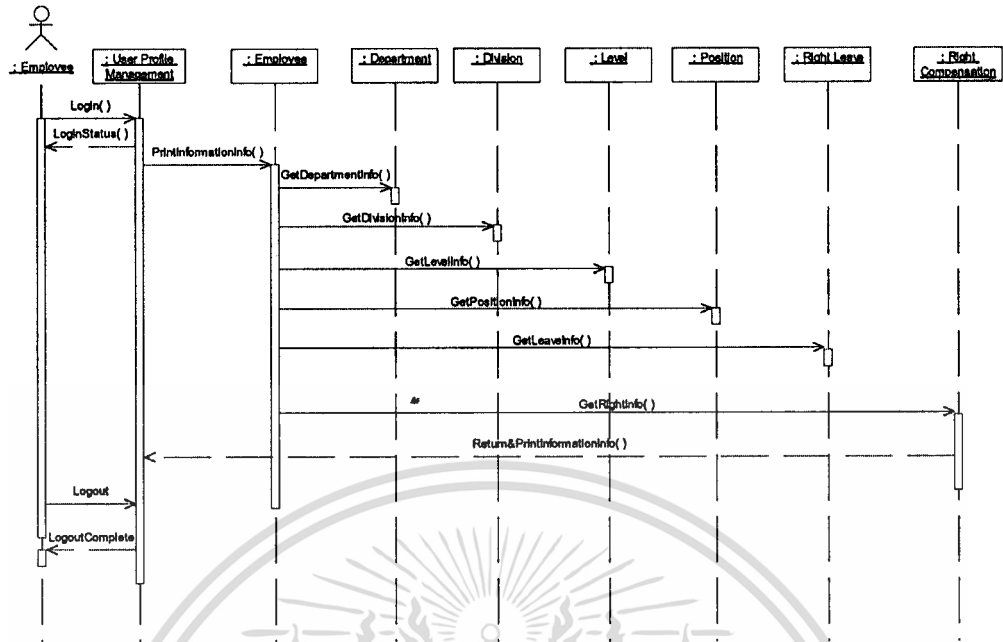 : Employee
: User Profile
Management
: Employee
: Department
: Division
: Level
: Position
: Right Leave
: Right
Compensation
Login( )
LoginStatus( )
PrintInformationInfo( )
GetDepartmentInfo( )
GetDivisionInfo( )
GetLevelInfo( )
GetPositionInfo( )
GetLeaveInfo( )
GetRightInfo( )
Return&PrintInformationInfo( )
Logout
LogoutComplete